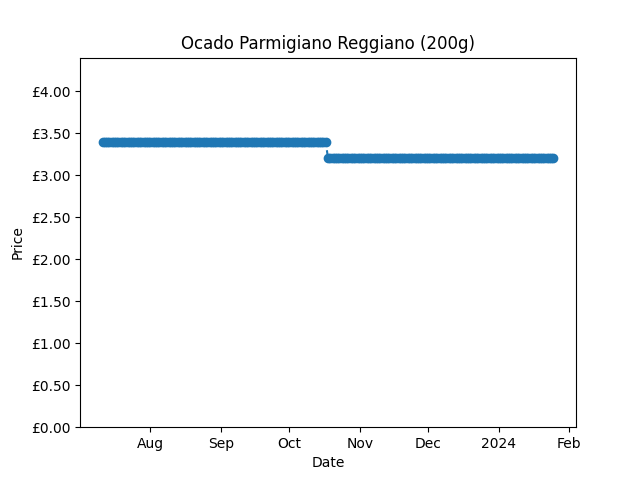 Ocado Parmigiano Reggiano (200g)
£4.00
£3.50
£3.00
£2.50
£2.00
£1.50
£1.00
£0.50
£0.00
Price
Aug Sep Oct Nov Dec 2024 Feb
Date